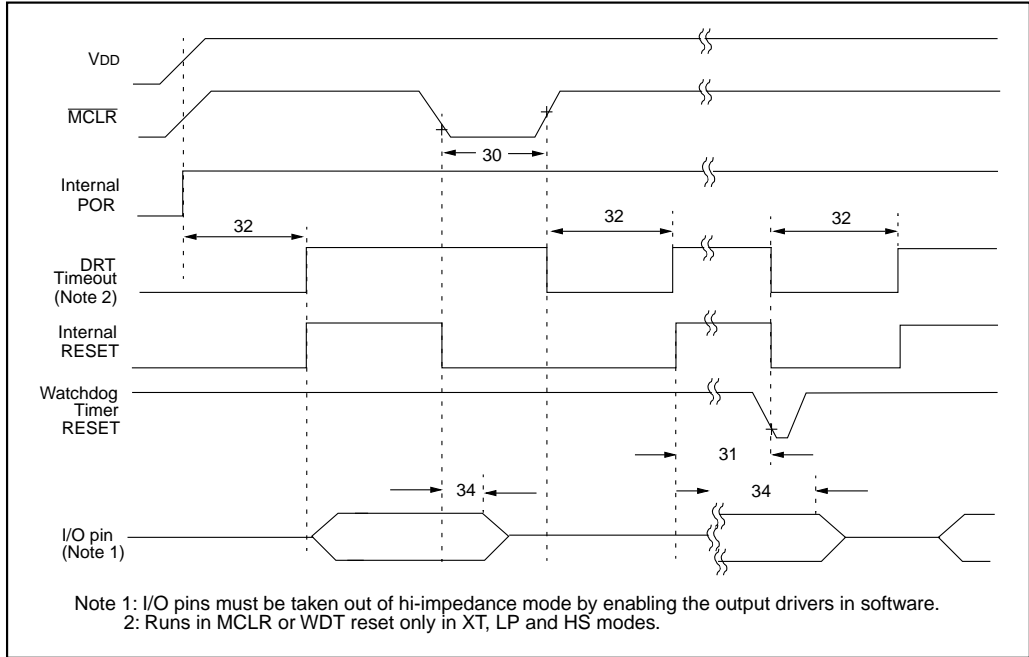 VDD
MCLR
30
Internal
POR
32
32
32
DRT
Timeout
(Note 2)
Internal
RESET
Watchdog
Timer
RESET
31
34
34
I/O pin
(Note 1)
Note 1: I/O pins must be taken out of hi-impedance mode by enabling the output drivers in software.
2: Runs in MCLR or WDT reset only in XT, LP and HS modes.